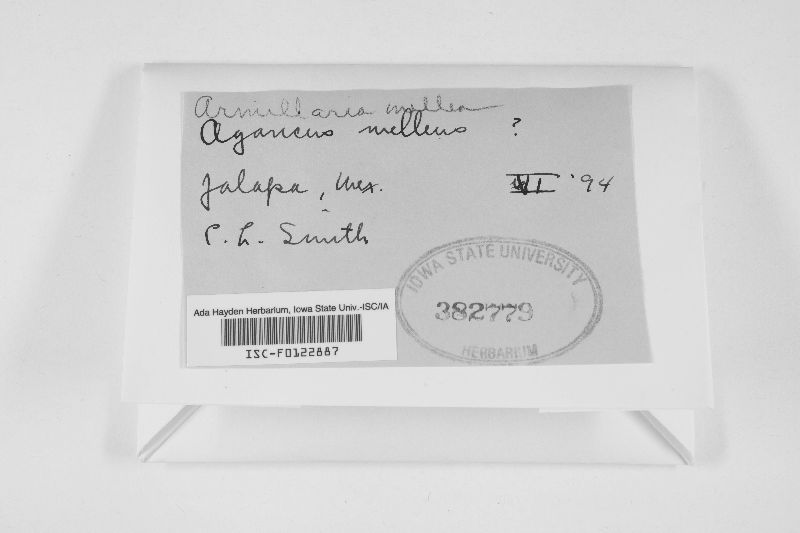 Armillaria mellea
Agaricus melleus ?
Jalapa, Mex. VI '94
C. L. Smith
Ada Hayden Herbarium, Iowa State Univ.-ISC/IA
ISC-F0122887
IOWA STATE UNIVERSITY
382779
HERBARIUM